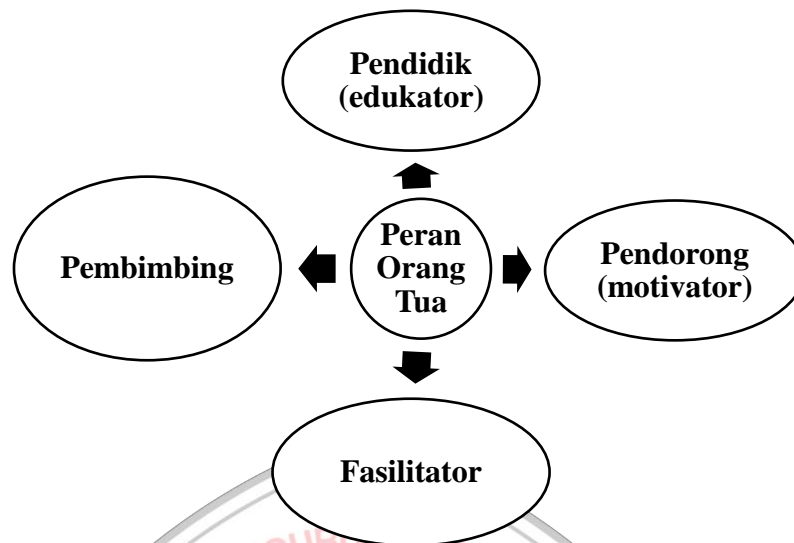 Pendidik
(edukator)
Pembimbing
Peran
Orang
Tua
Pendorong
(motivator)
Fasilitator